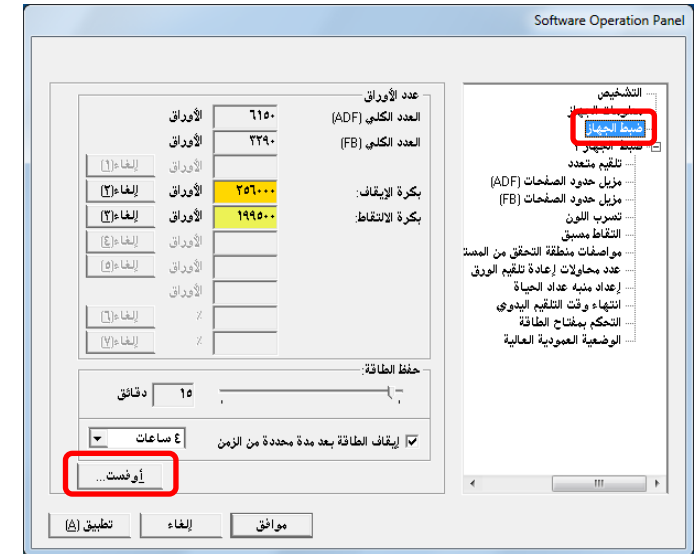 Software Operation Panel
التشخيص
معلومات الجهاز
ضبط الجهاز
ضبط الجهاز
تلقيم متعدد
مزيل حدود الصفحات (ADF)
مزيل حدود الصفحات (FB)
تسرب اللون
التقاط مسبق
مواصفات منطقة التحقق من المست
عدد محاولات إعادة تلقيم الورق
إعداد منبه عداد الحياة
انتهاء وقت التلقيم اليدوي
التحكم بمفتاح الطاقة
الوضعية العمودية العالية
عدد الأوراق
العدد الكلي (ADF) ٦١٥٠ الأوراق
العدد الكلي (FB) الأوراق
الأوراق إلغاء(١)
بكرة الإيقاف: ٢٥٦٠٠٠ الأوراق إلغاء(٢)
بكرة الالتقاط: ١٩٩٥٠٠ الأوراق إلغاء(٣)
الأوراق إلغاء(٤)
الأوراق إلغاء(٥)
الأوراق
٪ إلغاء(٦)
٪ إلغاء(٧)
حفظ الطاقة:
١٥ دقائق
إيقاف الطاقة بعد مدة محددة من الزمن ٤ ساعات
أوفست...
موافق إلغاء تطبيق (A)